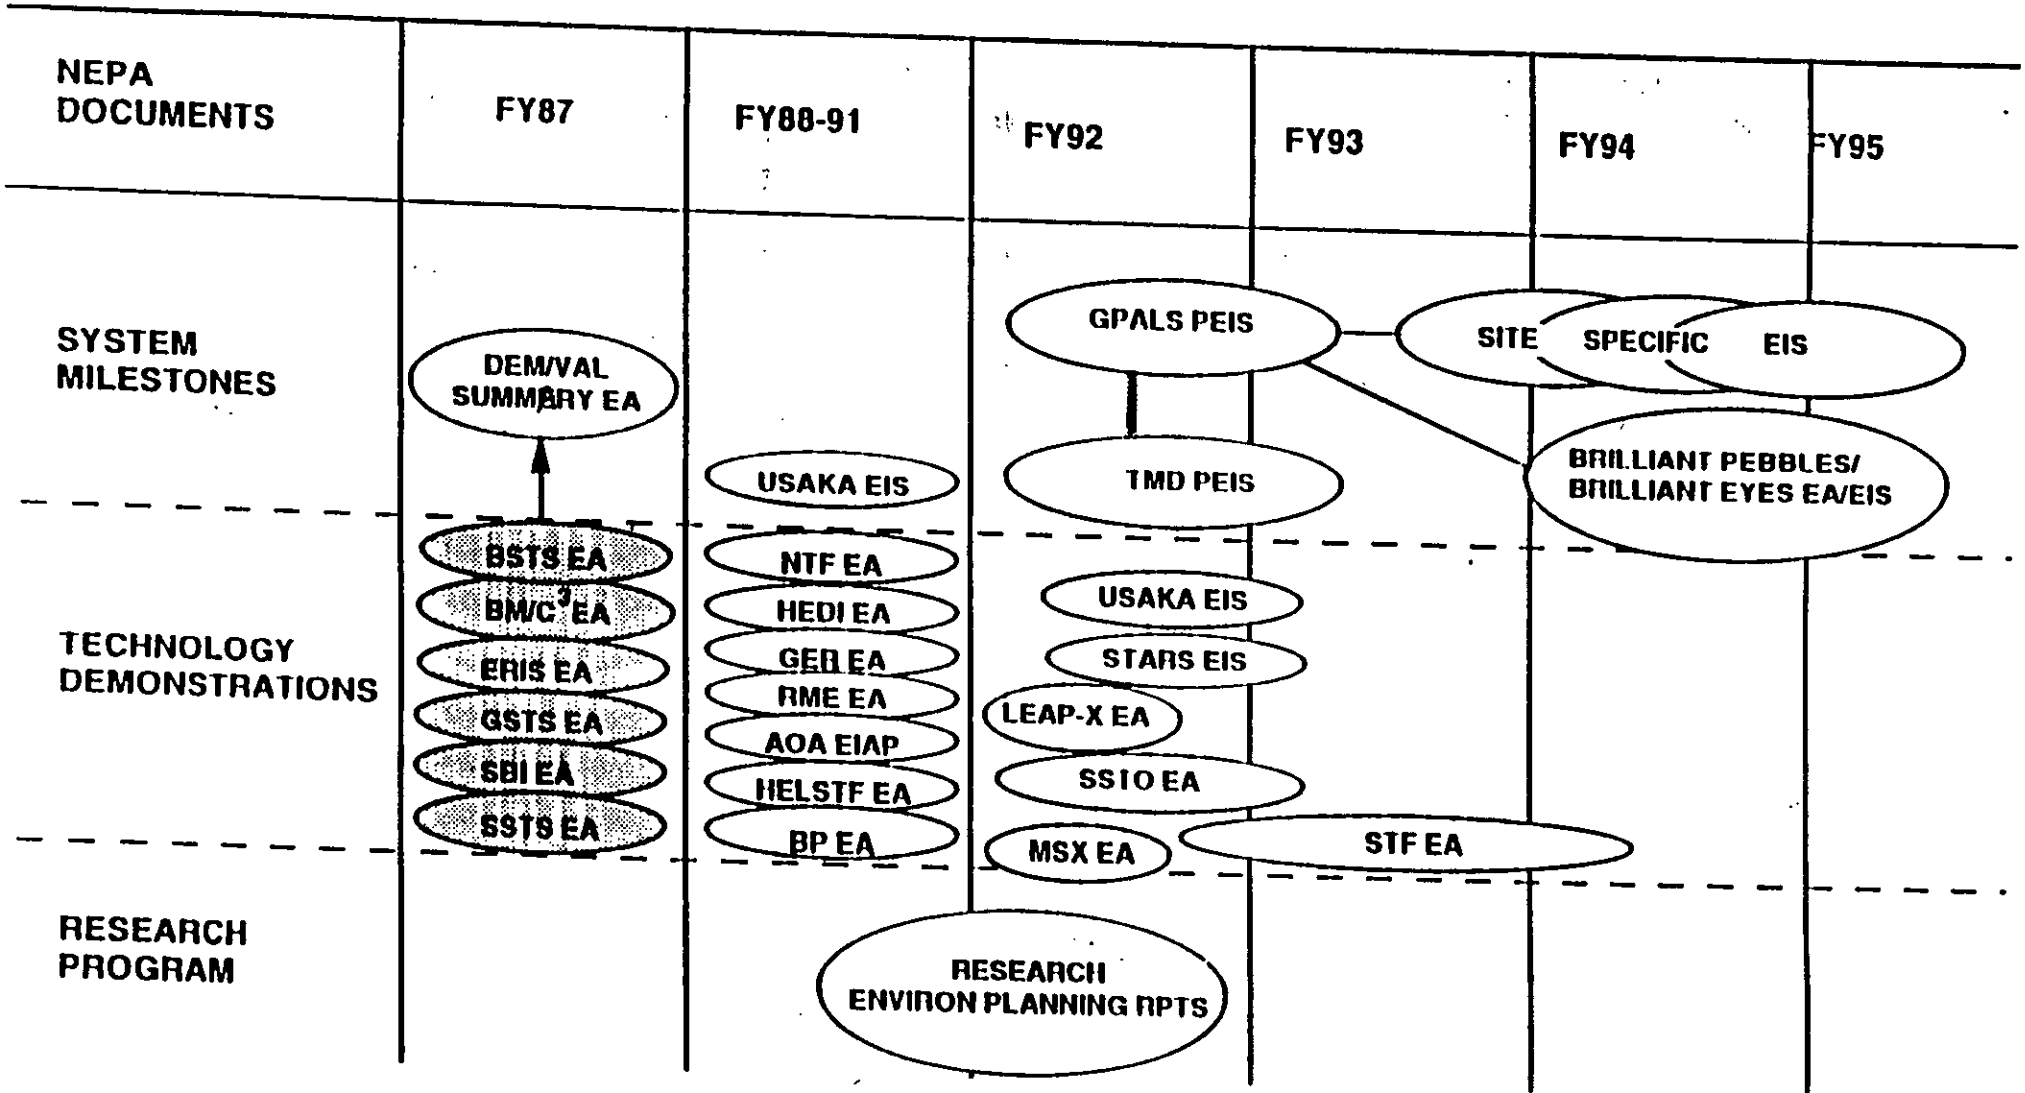 NEPA
DOCUMENTS
FY87
FY88-91
FY92
FY93
FY94
FY95
SYSTEM
MILESTONES
DEM/VAL
SUMMARY EA
USAKA EIS
GPALS PEIS
TMD PEIS
SITE SPECIFIC EIS
BRILLIANT PEBBLES/
BRILLIANT EYES EA/EIS
TECHNOLOGY
DEMONSTRATIONS
BSTS EA
BM/C³ EA
ERIS EA
GSTS EA
SBI EA
SSTS EA
NTF EA
HEDI EA
GER EA
RME EA
AOA EIAP
HELSTF EA
BP EA
USAKA EIS
STARS EIS
LEAP-X EA
SSTO EA
MSX EA
STF EA
RESEARCH
PROGRAM
RESEARCH
ENVIRON PLANNING RPTS